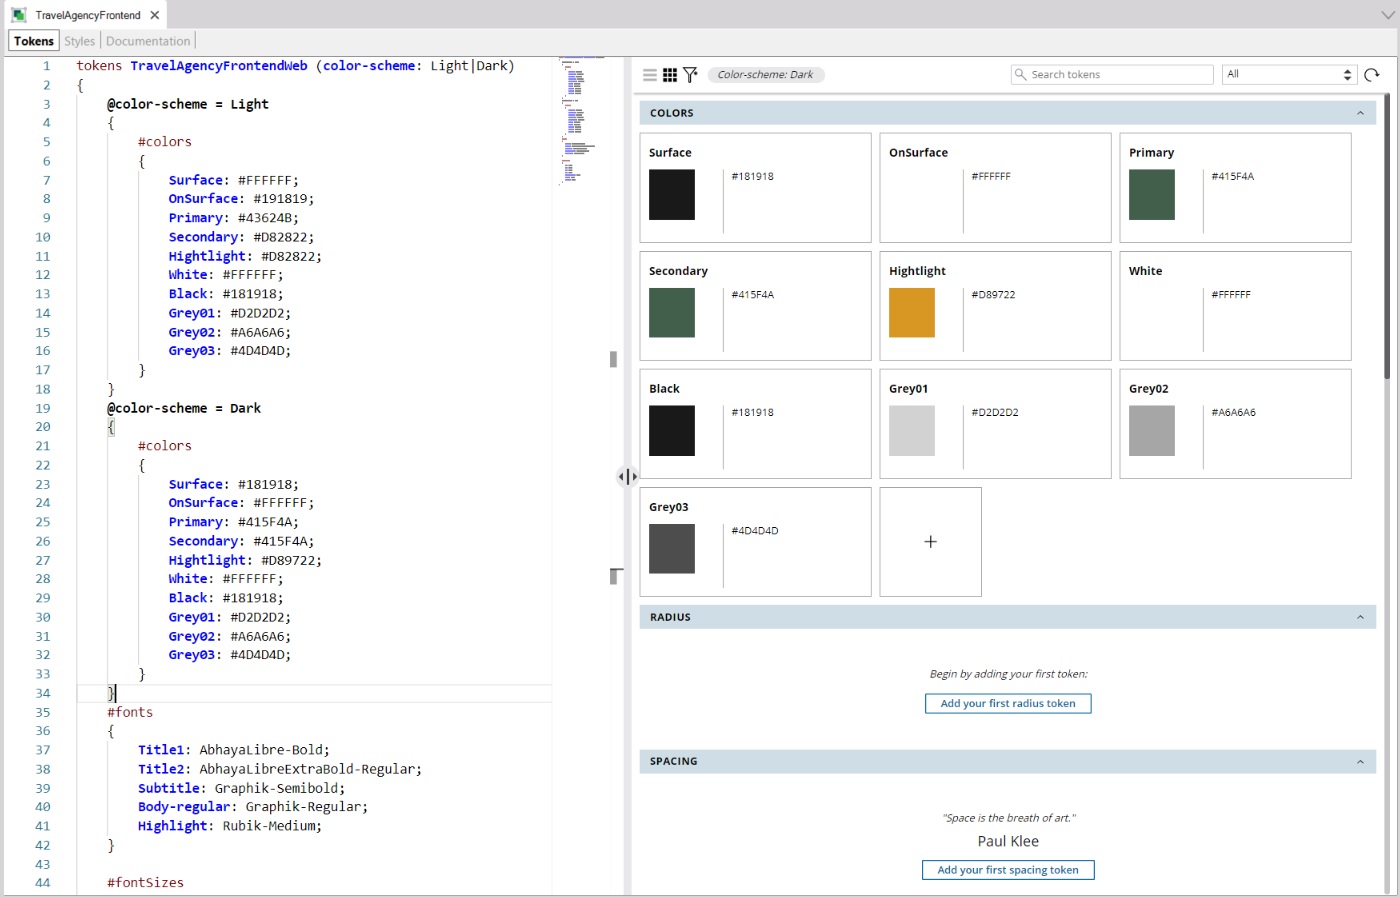 TravelAgencyFrontend
Tokens Styles Documentation
1 tokens TravelAgencyFrontendWeb (color-scheme: Light|Dark)
2 {
3 @color-scheme = Light
4 {
5 #colors
6 {
7 Surface: #FFFFFF;
8 OnSurface: #191819;
9 Primary: #43624B;
10 Secondary: #D82822;
11 Hightlight: #D82822;
12 White: #FFFFFF;
13 Black: #181918;
14 Grey01: #D2D2D2;
15 Grey02: #A6A6A6;
16 Grey03: #4D4D4D;
17 }
18 }
19 @color-scheme = Dark
20 {
21 #colors
22 {
23 Surface: #181918;
24 OnSurface: #FFFFFF;
25 Primary: #415F4A;
26 Secondary: #415F4A;
27 Hightlight: #D89722;
28 White: #FFFFFF;
29 Black: #181918;
30 Grey01: #D2D2D2;
31 Grey02: #A6A6A6;
32 Grey03: #4D4D4D;
33 }
34 }
35 #fonts
36 {
37 Title1: AbhayaLibre-Bold;
38 Title2: AbhayaLibreExtraBold-Regular;
39 Subtitle: Graphik-Semibold;
40 Body-regular: Graphik-Regular;
41 Highlight: Rubik-Medium;
42 }
43
44 #fontSizes
Color-scheme: Dark
Search tokens
All
COLORS
Surface
#181918
OnSurface
#FFFFFF
Primary
#415F4A
Secondary
#415F4A
Hightlight
#D89722
White
#FFFFFF
Black
#181918
Grey01
#D2D2D2
Grey02
#A6A6A6
Grey03
#4D4D4D
+
RADIUS
Begin by adding your first token:
Add your first radius token
SPACING
"Space is the breath of art."
Paul Klee
Add your first spacing token